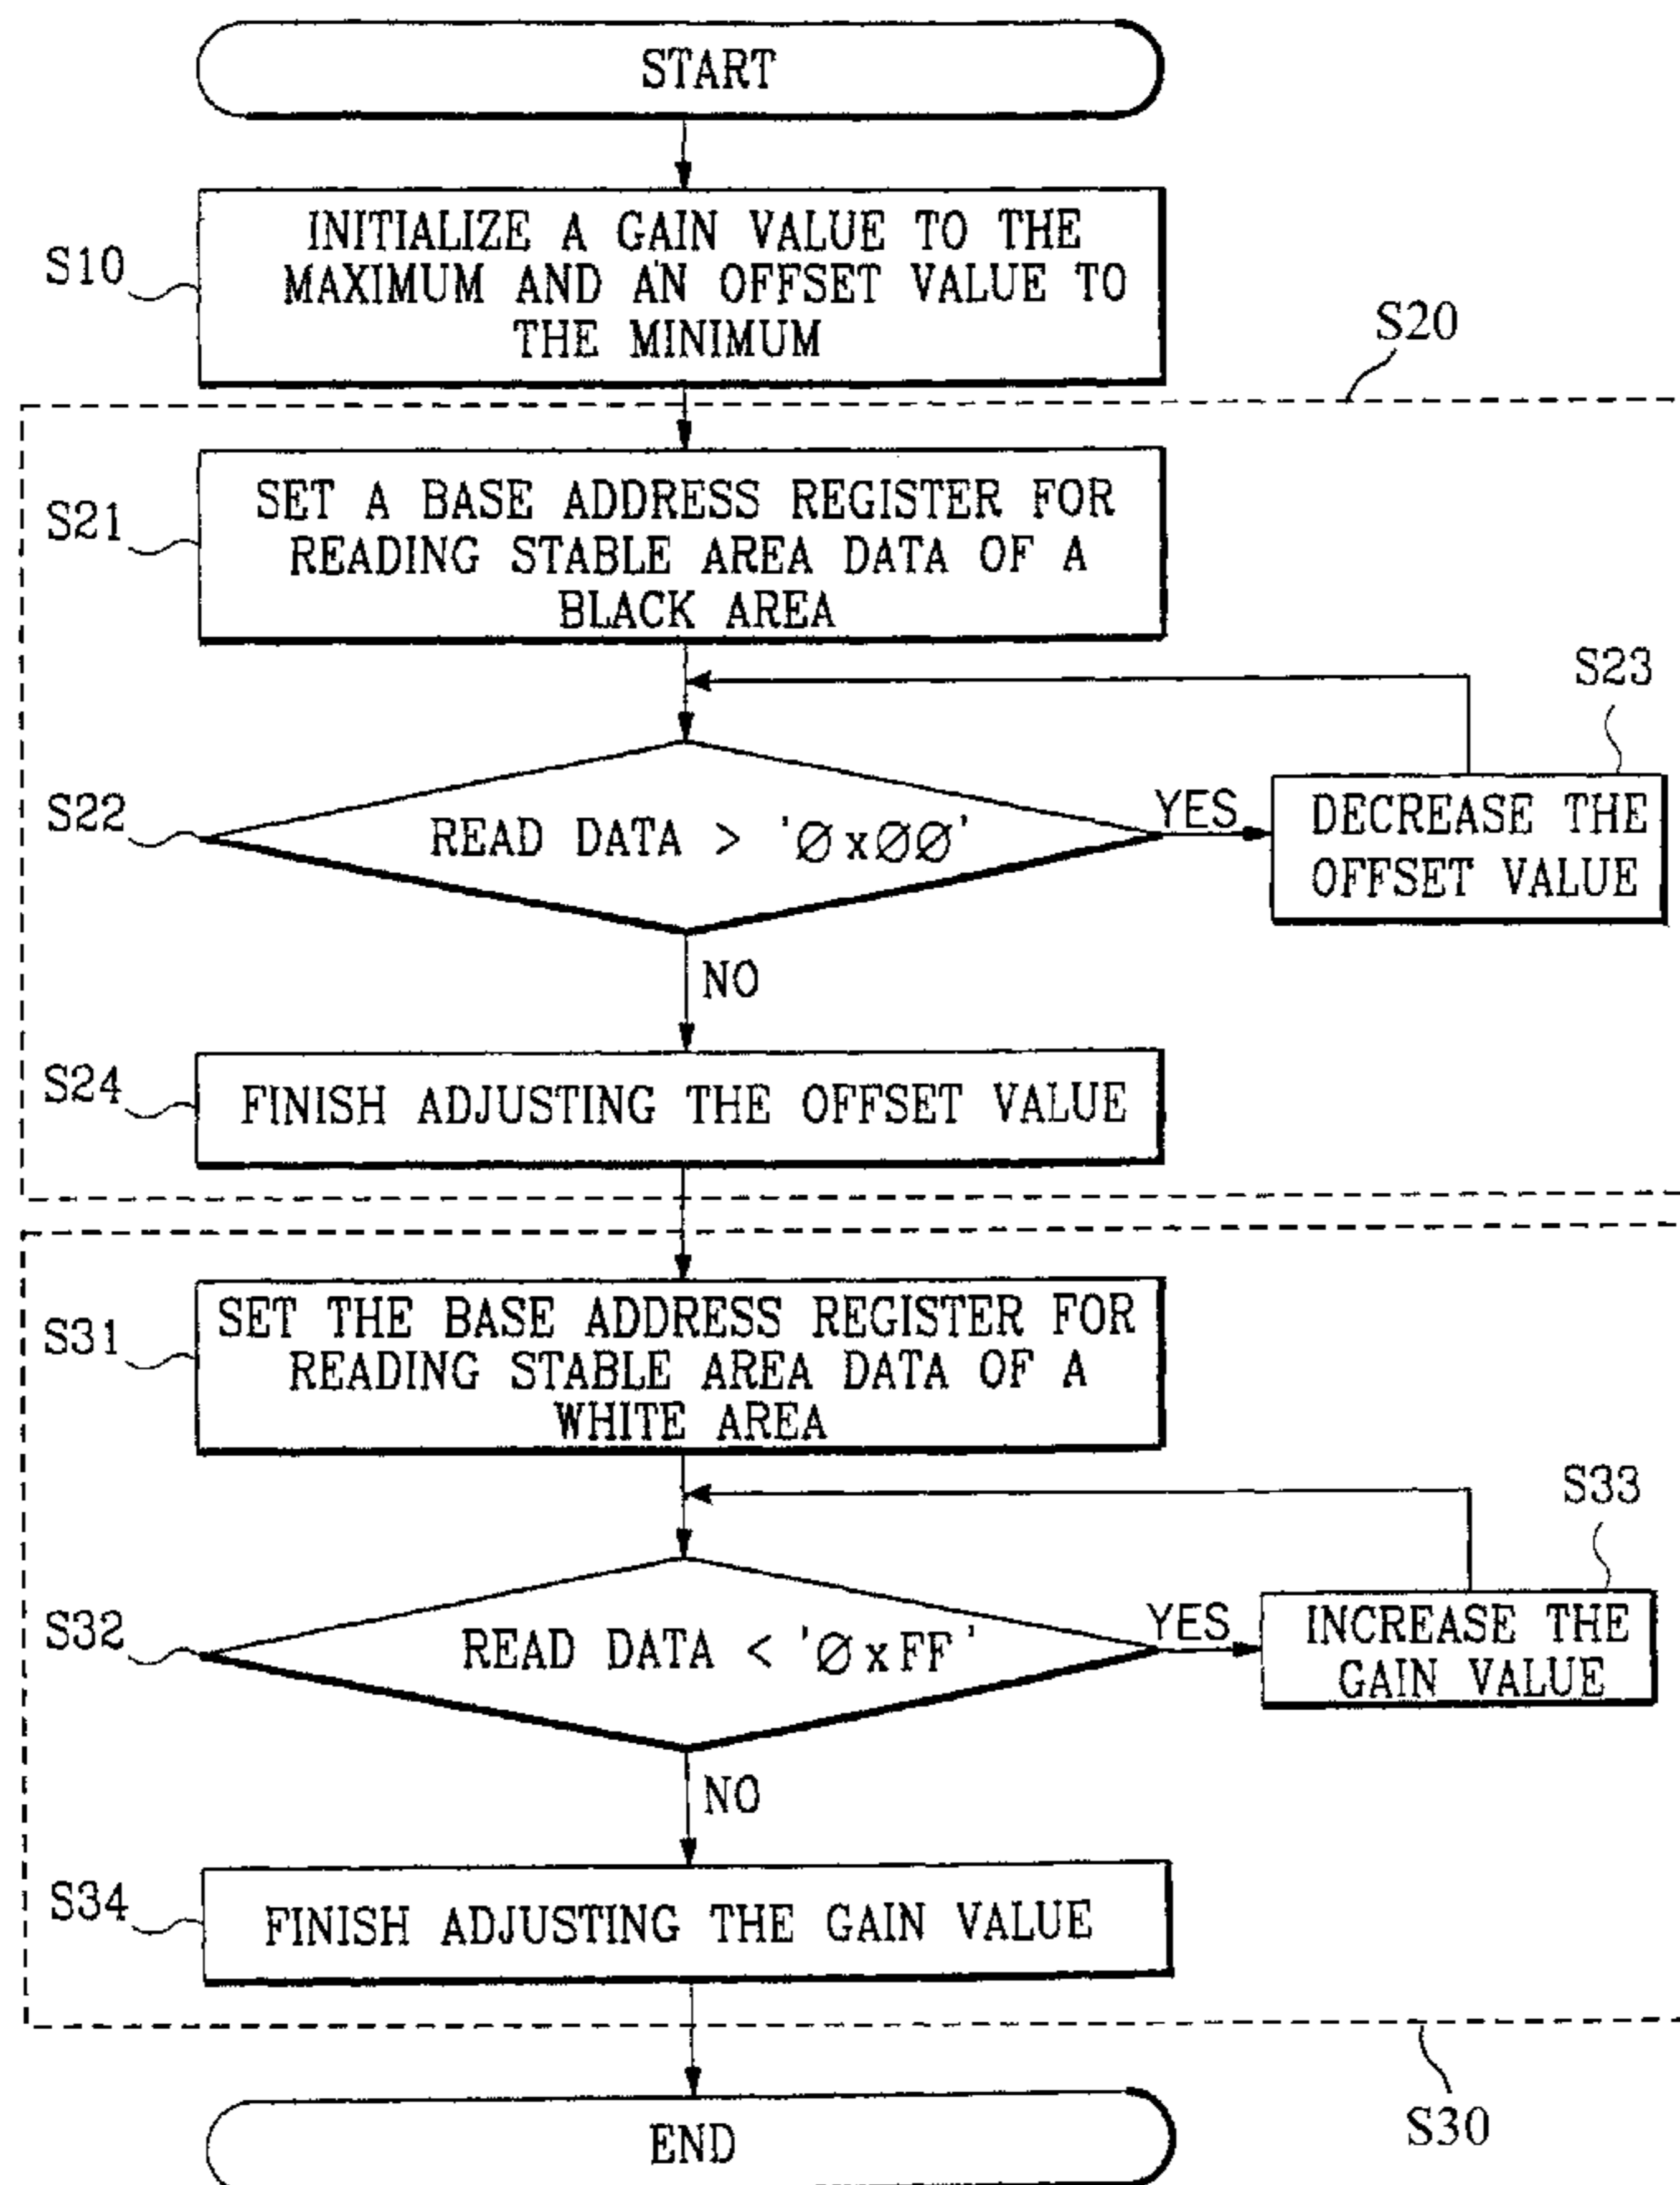 START
S10
INITIALIZE A GAIN VALUE TO THE
MAXIMUM AND AN OFFSET VALUE TO
THE MINIMUM
S20
S21
SET A BASE ADDRESS REGISTER FOR
READING STABLE AREA DATA OF A
BLACK AREA
S23
S22
READ DATA > 'Øx ØØ'
YES
DECREASE THE
OFFSET VALUE
NO
S24
FINISH ADJUSTING THE OFFSET VALUE
S31
SET THE BASE ADDRESS REGISTER FOR
READING STABLE AREA DATA OF A
WHITE AREA
S33
S32
READ DATA < 'ØxFF'
YES
INCREASE THE
GAIN VALUE
NO
S34
FINISH ADJUSTING THE GAIN VALUE
S30
END